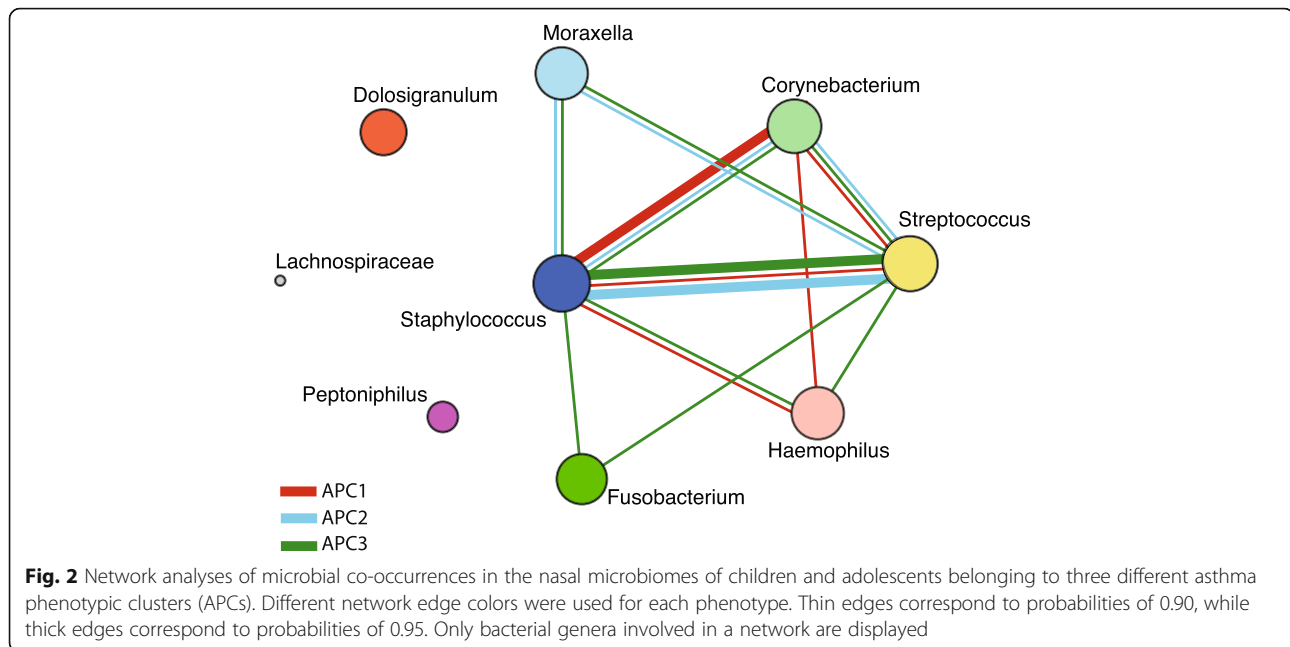 Moraxella
Corynebacterium
Dolosigranulum
Streptococcus
Lachnospiraceae
Staphylococcus
Peptoniphilus
Haemophilus
Fusobacterium
APC1
APC2
APC3
Fig. 2 Network analyses of microbial co-occurrences in the nasal microbiomes of children and adolescents belonging to three different asthma
phenotypic clusters (APCs). Different network edge colors were used for each phenotype. Thin edges correspond to probabilities of 0.90, while
thick edges correspond to probabilities of 0.95. Only bacterial genera involved in a network are displayed